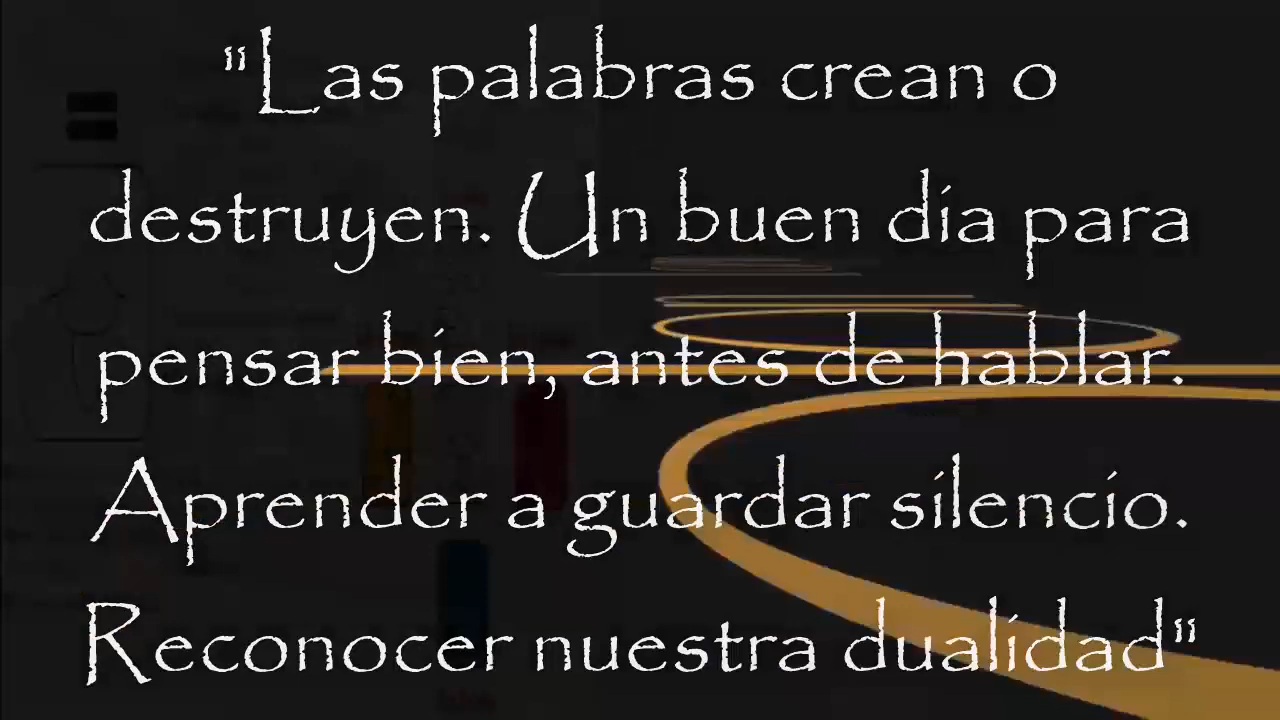 "Las palabras crean o
destruyen. Un buen día para
pensar bien, antes de hablar.
Aprender a guardar silencio.
Reconocer nuestra dualidad"